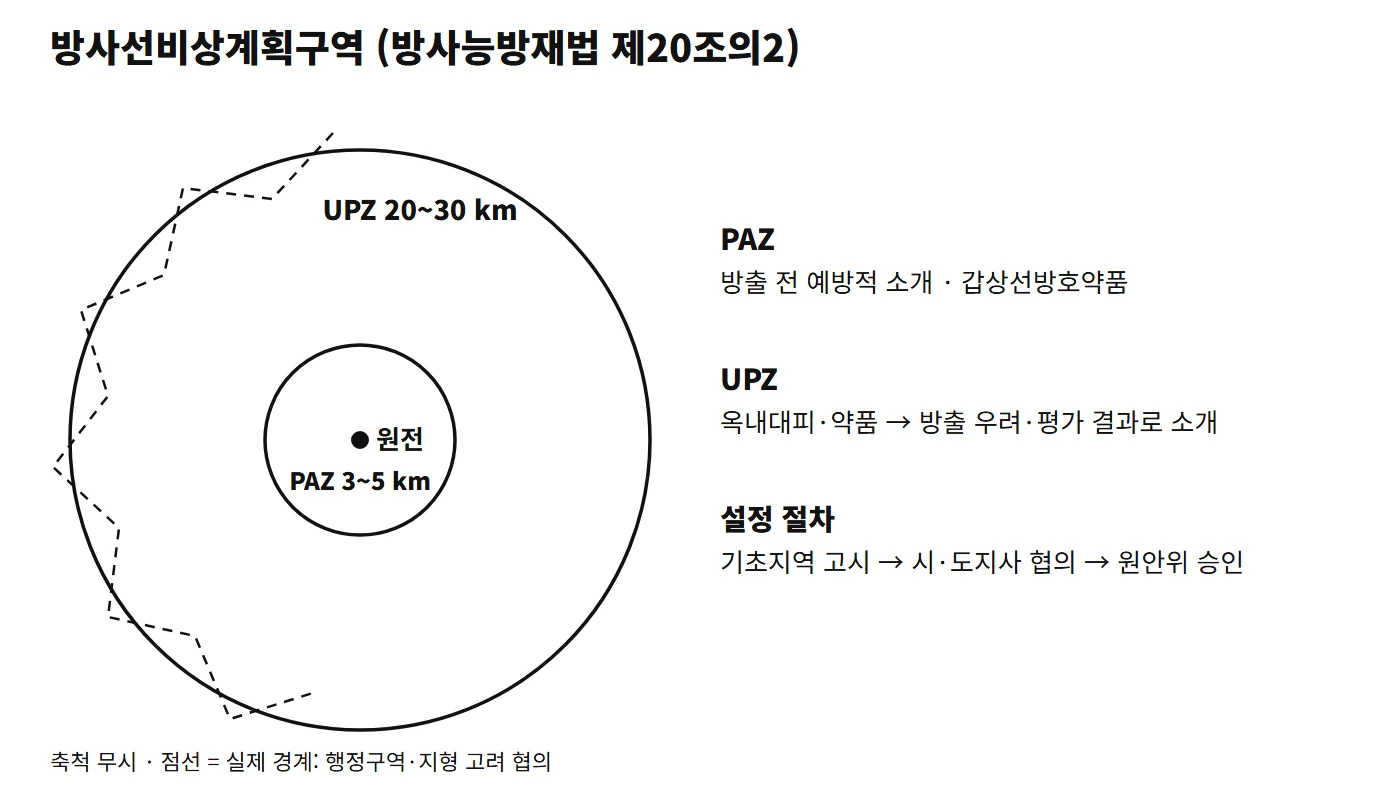 방사선비상계획구역 (방사능방재법 제20조의2)
UPZ 20~30 km
원전
PAZ 3~5 km
PAZ
방출 전 예방적 소개 · 갑상선방호약품
UPZ
옥내대피·약품 → 방출 우려·평가 결과로 소개
설정 절차
기초지역 고시 → 시·도지사 협의 → 원안위 승인
축척 무시 · 점선 = 실제 경계: 행정구역·지형 고려 협의